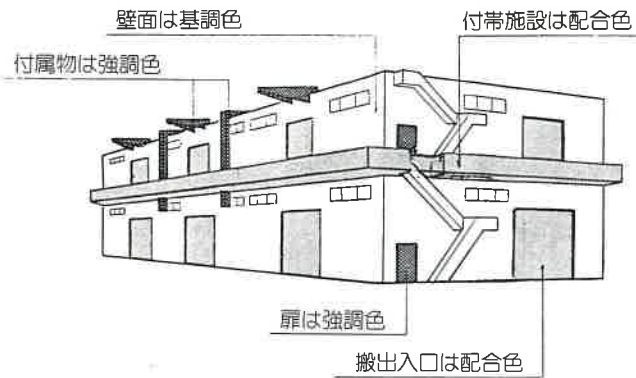 壁面は基調色
付帯施設は配合色
付属物は強調色
扉は強調色
搬出入口は配合色